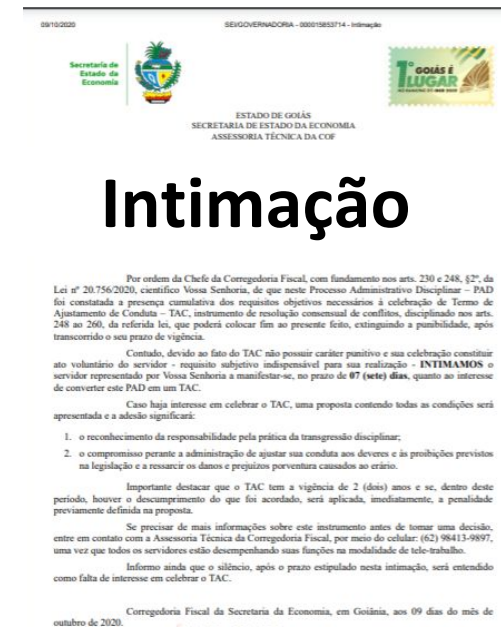 09/10/2020 SEI/GOVERNADORIA - 000015853714 - Intimação
Secretaria de
Estado da
Economia
1° GOIÁS É
LUGAR
ESTADO DE GOIÁS
SECRETARIA DE ESTADO DA ECONOMIA
ASSESSORIA TÉCNICA DA COF
Intimação
Por ordem da Chefe da Corregedoria Fiscal, com fundamento nos arts. 230 e 248, §2º, da
Lei nº 20.756/2020, cientifico Vossa Senhoria, de que neste Processo Administrativo Disciplinar – PAD
foi constatada a presença cumulativa dos requisitos objetivos necessários à celebração de Termo de
Ajustamento de Conduta – TAC, instrumento de resolução consensual de conflitos, disciplinado nos arts.
248 ao 260, da referida lei, que poderá colocar fim ao presente feito, extinguindo a punibilidade, após
transcorrido o seu prazo de vigência.
Contudo, devido ao fato do TAC não possuir caráter punitivo e sua celebração constituir
ato voluntário do servidor - requisito subjetivo indispensável para sua realização - INTIMAMOS o
servidor representado por Vossa Senhoria a manifestar-se, no prazo de 07 (sete) dias, quanto ao interesse
de converter este PAD em um TAC.
Caso haja interesse em celebrar o TAC, uma proposta contendo todas as condições será
apresentada e a adesão significará:
1. o reconhecimento da responsabilidade pela prática da transgressão disciplinar;
2. o compromisso perante a administração de ajustar sua conduta aos deveres e às proibições previstos
na legislação e a ressarcir os danos e prejuízos porventura causados ao erário.
Importante destacar que o TAC tem a vigência de 2 (dois) anos e se, dentro deste
período, houver o descumprimento do que foi acordado, será aplicada, imediatamente, a penalidade
previamente definida na proposta.
Se precisar de mais informações sobre este instrumento antes de tomar uma decisão,
entre em contato com a Assessoria Técnica da Corregedoria Fiscal, por meio do celular: (62) 98413-9897,
uma vez que todos os servidores estão desempenhando suas funções na modalidade de tele-trabalho.
Informo ainda que o silêncio, após o prazo estipulado nesta intimação, será entendido
como falta de interesse em celebrar o TAC.
Corregedoria Fiscal da Secretaria da Economia, em Goiânia, aos 09 dias do mês de
outubro de 2020.